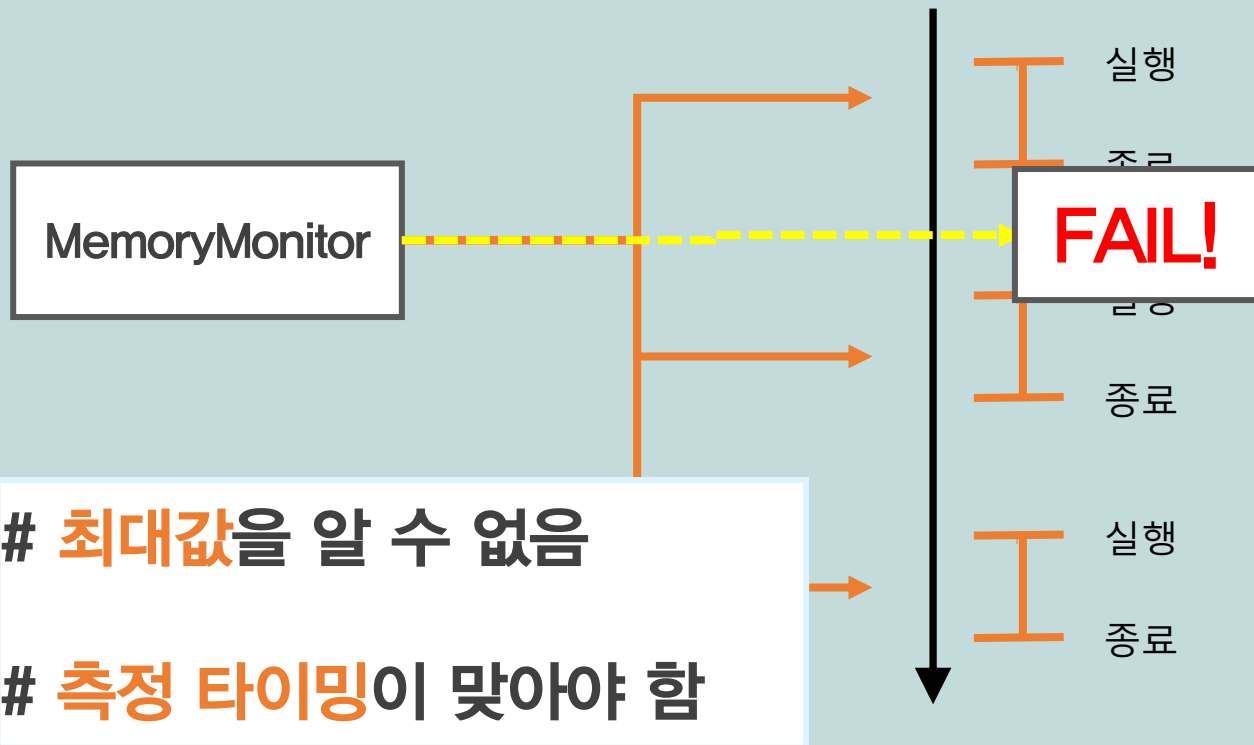 실행
MemoryMonitor
FAIL!
종료
# 최대값을 알 수 없음
실행
# 측정 타이밍이 맞아야 함
종료